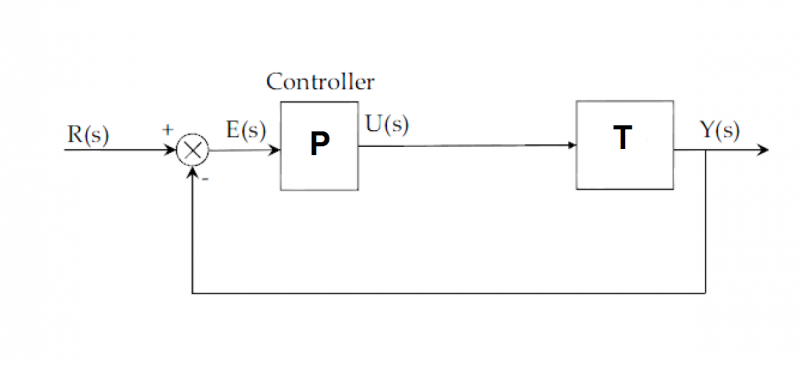 Controller
R(s)
+
E(s)
P
U(s)
T
Y(s)
-